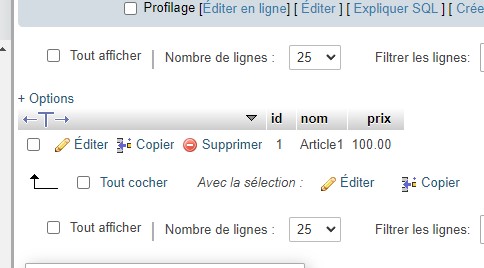 Profilage [Éditer en ligne] [ Éditer ] [ Expliquer SQL ] [ Crée
Tout afficher | Nombre de lignes : 25 Filtrer les lignes:
+ Options
←T→ id nom prix
Éditer Copier Supprimer 1 Article1 100.00
Tout cocher Avec la sélection : Éditer Copier
Tout afficher | Nombre de lignes : 25 Filtrer les lignes: